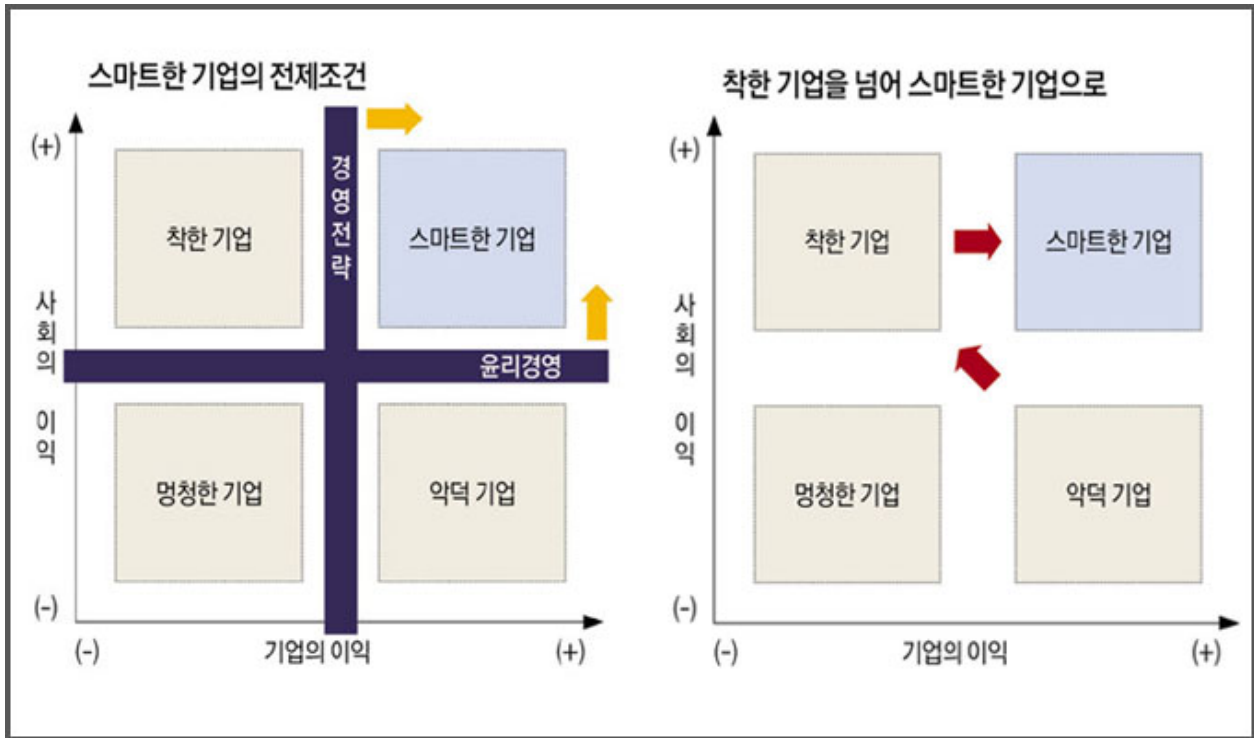 스마트한 기업의 전제조건
(+)
경영전략
착한 기업
스마트한 기업
사회의 이익
윤리경영
멍청한 기업
악덕 기업
(-)
(-)
기업의 이익
(+)
착한 기업을 넘어 스마트한 기업으로
(+)
착한 기업
스마트한 기업
사회의 이익
멍청한 기업
악덕 기업
(-)
(-)
기업의 이익
(+)